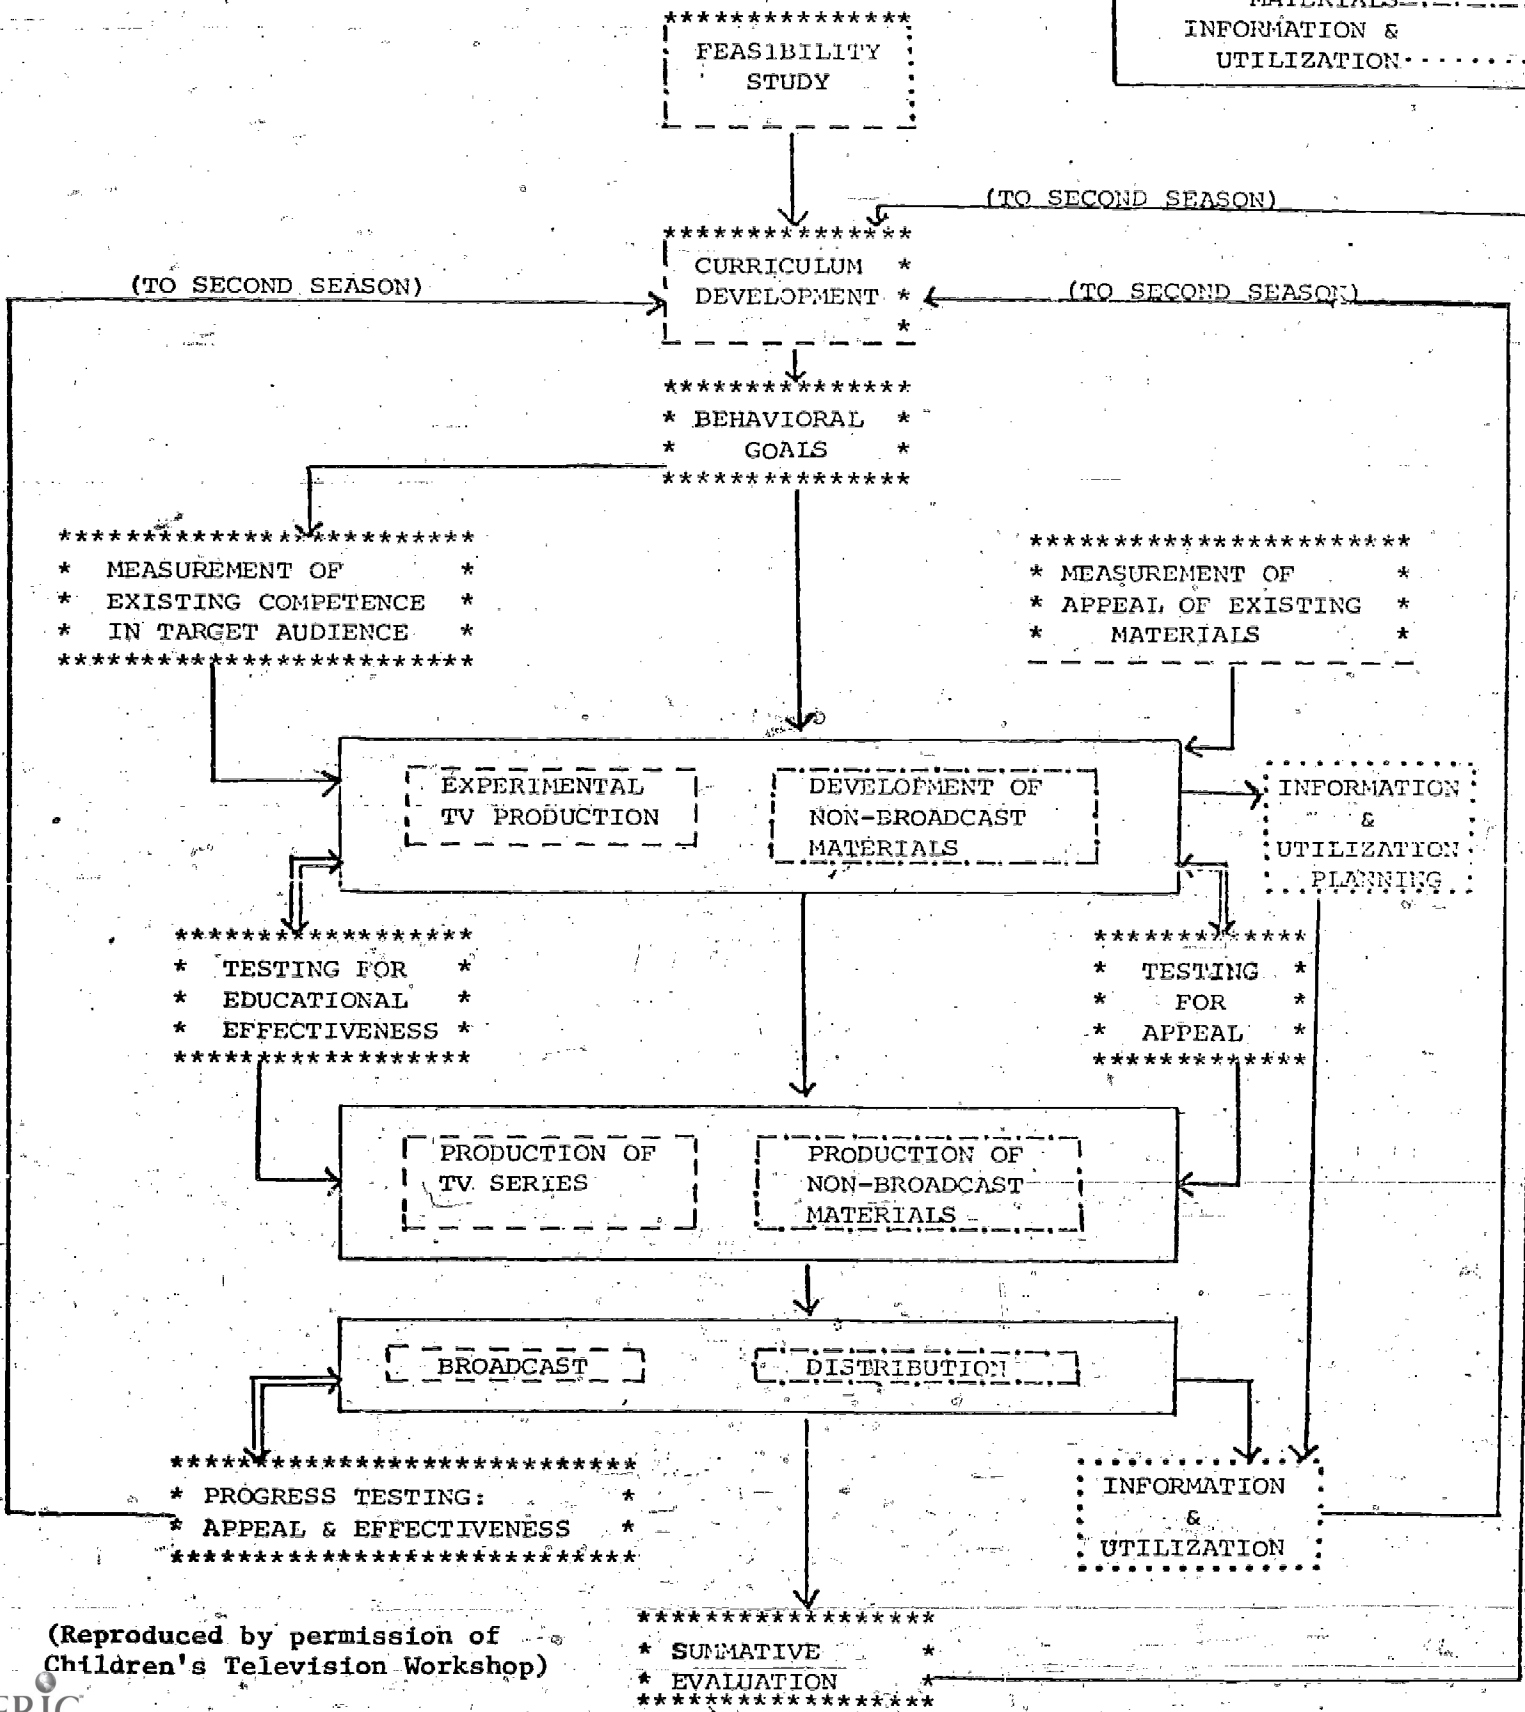 MATERIALS
INFORMATION &
UTILIZATION
FEASIBILITY
STUDY
(TO SECOND SEASON)
CURRICULUM
DEVELOPMENT
(TO SECOND SEASON)
(TO SECOND SEASON)
BEHAVIORAL
GOALS
MEASUREMENT OF
EXISTING COMPETENCE
IN TARGET AUDIENCE
MEASUREMENT OF
APPEAL OF EXISTING
MATERIALS
EXPERIMENTAL
TV PRODUCTION
DEVELOPMENT OF
NON-BROADCAST
MATERIALS
INFORMATION
&
UTILIZATION
PLANNING
TESTING FOR
EDUCATIONAL
EFFECTIVENESS
TESTING
FOR
APPEAL
PRODUCTION OF
TV SERIES
PRODUCTION OF
NON-BROADCAST
MATERIALS
BROADCAST
DISTRIBUTION
PROGRESS TESTING:
APPEAL & EFFECTIVENESS
INFORMATION
&
UTILIZATION
SUMMATIVE
EVALUATION
(Reproduced by permission of
Children's Television Workshop)
ERIC